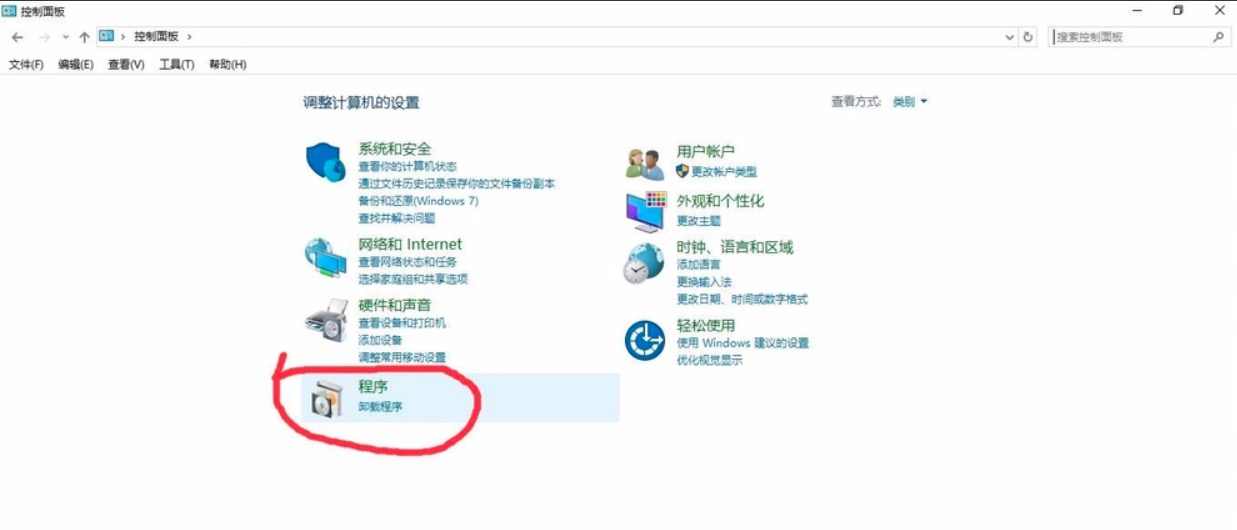 控制面板
控制面板
搜索控制面板
文件(F) 编辑(E) 查看(V) 工具(T) 帮助(H)
调整计算机的设置
查看方式: 类别
系统和安全
查看你的计算机状态
通过文件历史记录保存你的文件备份副本
备份和还原(Windows 7)
查找并解决问题
网络和 Internet
查看网络状态和任务
选择家庭组和共享选项
硬件和声音
查看设备和打印机
添加设备
调整常用移动设置
程序
卸载程序
用户帐户
更改帐户类型
外观和个性化
更改主题
时钟、语言和区域
添加语言
更换输入法
更改日期、时间或数字格式
轻松使用
使用 Windows 建议的设置
优化视觉显示